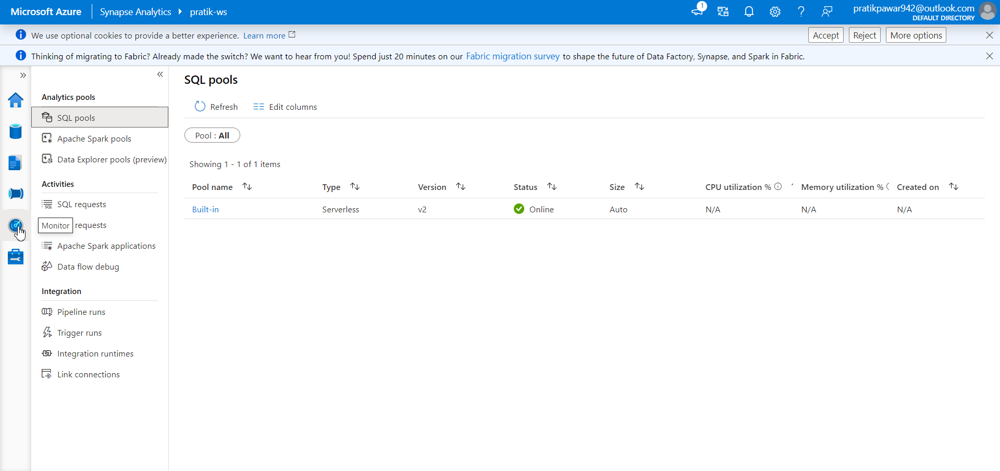 Microsoft Azure
Synapse Analytics
pratik-ws
1
pratikpawar942@outlook.com
DEFAULT DIRECTORY
We use optional cookies to provide a better experience. Learn more
Accept
Reject
More options
Thinking of migrating to Fabric? Already made the switch? We want to hear from you! Spend just 20 minutes on our Fabric migration survey to shape the future of Data Factory, Synapse, and Spark in Fabric.
Analytics pools
SQL pools
Apache Spark pools
Data Explorer pools (preview)
Activities
SQL requests
Monitor
requests
Apache Spark applications
Data flow debug
Integration
Pipeline runs
Trigger runs
Integration runtimes
Link connections
SQL pools
Refresh
Edit columns
Pool : All
Showing 1 - 1 of 1 items
Pool name Type Version Status Size CPU utilization % Memory utilization % Created on
Built-in Serverless v2 Online Auto N/A N/A N/A